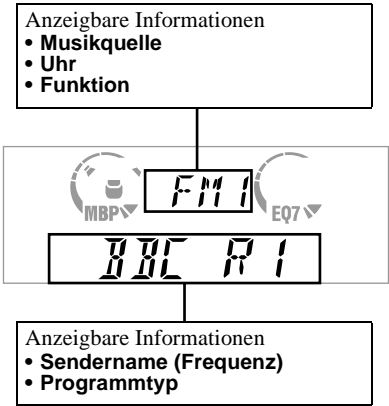 Anzeigbare Informationen
• Musikquelle
• Uhr
• Funktion
FM1
MBP
EQ7
BBC R1
Anzeigbare Informationen
• Sendername (Frequenz)
• Programmtyp